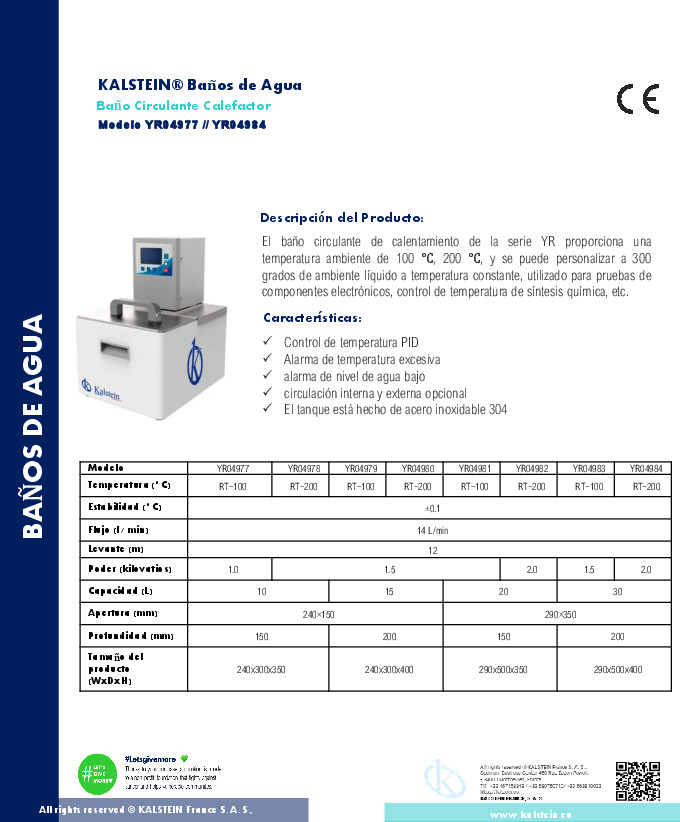 KALSTEIN® Baños de Agua
Baño Circulante Calefactor
Modelo YR04977 // YR04984
CE
BAÑOS DE AGUA
Descripción del Producto:
El baño circulante de calentamiento de la serie YR proporciona una
temperatura ambiente de 100 °C, 200 °C, y se puede personalizar a 300
grados de ambiente líquido a temperatura constante, utilizado para pruebas de
componentes electrónicos, control de temperatura de síntesis química, etc.
Características:
✓ Control de temperatura PID
✓ Alarma de temperatura excesiva
✓ alarma de nivel de agua bajo
✓ circulación interna y externa opcional
✓ El tanque está hecho de acero inoxidable 304
Kalstein
Modelo YR04977 YR04978 YR04979 YR04980 YR04981 YR04982 YR04983 YR04984
Temperatura (° C) RT-100 RT-200 RT-100 RT-200 RT-100 RT-200 RT-100 RT-200
Estabilidad (° C) ±0.1
Flujo (l / min) 14 L/min
Levante (m) 12
Poder (kilovatios) 1.0 1.5 2.0 1.5 2.0
Capacidad (L) 10 15 20 30
Apertura (mm) 240×150 290×350
Profundidad (mm) 150 200 150 200
Tamaño del
producto
(WxDxH) 240x300x350 240x300x400 290x500x350 290x500x400
#LET'S
GIVE
MORE
#Letsgivemore
All rights reserved © KALSTEIN France S. A. S.,
KALSTEIN FRANCE, S. A. S
All rights reserved © KALSTEIN France S. A. S.,
www.kalstein.eu